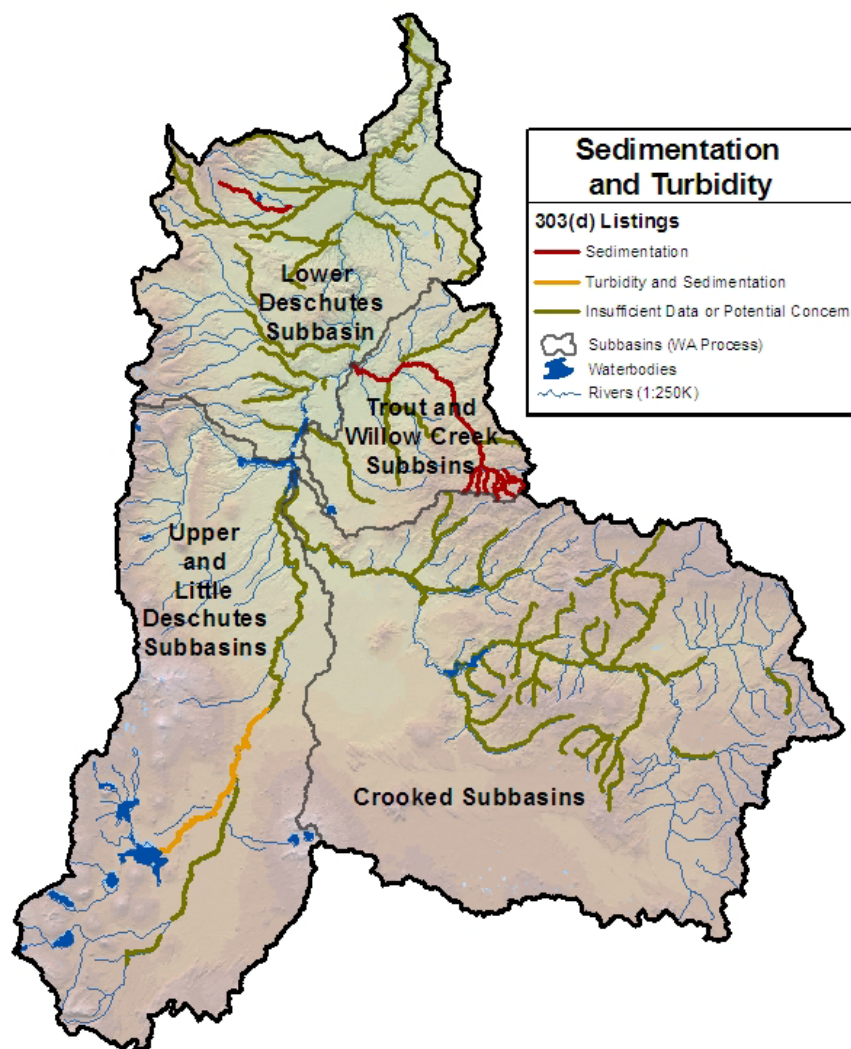 Sedimentation
and Turbidity
303(d) Listings
Sedimentation
Turbidity and Sedimentation
Insufficient Data or Potential Concern
Subbasins (WA Process)
Waterbodies
Rivers (1:250K)
Lower
Deschutes
Subbasin
Trout and
Willow Creek
Subbsins
Upper
and
Little
Deschutes
Subbasins
Crooked Subbasins